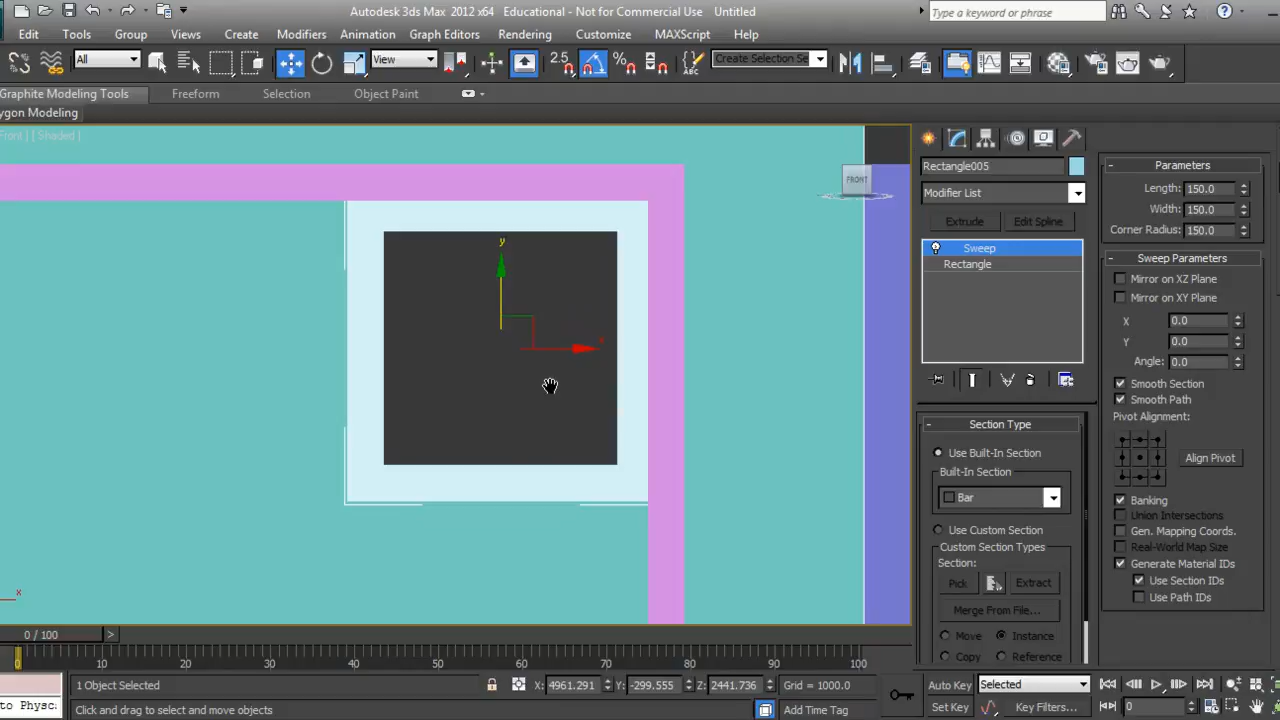 Autodesk 3ds Max 2012 x64 Educational - Not for Commercial Use Untitled
Type a keyword or phrase
Edit Tools Group Views Create Modifiers Animation Graph Editors Rendering Customize MAXScript Help
All View 2.5 Create Selection Se
Graphite Modeling Tools Freeform Selection Object Paint
ygon Modeling
Front ] [ Shaded ]
FRONT
y
x
x
Rectangle005
Modifier List
Extrude Edit Spline
Sweep
Rectangle
Section Type
Use Built-In Section
Built-In Section
Bar
Use Custom Section
Custom Section Types
Section:
Pick Extract
Merge From File...
Move Instance
Copy Reference
Parameters
Length: 150.0
Width: 150.0
Corner Radius: 150.0
Sweep Parameters
Mirror on XZ Plane
Mirror on XY Plane
X 0.0
Y 0.0
Angle: 0.0
Smooth Section
Smooth Path
Pivot Alignment:
Align Pivot
Banking
Union Intersections
Gen. Mapping Coords.
Real-World Map Size
Generate Material IDs
Use Section IDs
Use Path IDs
0 / 100 >
0 10 20 30 40 50 60 70 80 90 100
1 Object Selected X: 4961.291 Y: -299.555 Z: 2441.736 Grid = 1000.0 Auto Key Selected
to Physc. Click and drag to select and move objects Add Time Tag Set Key Key Filters... 0